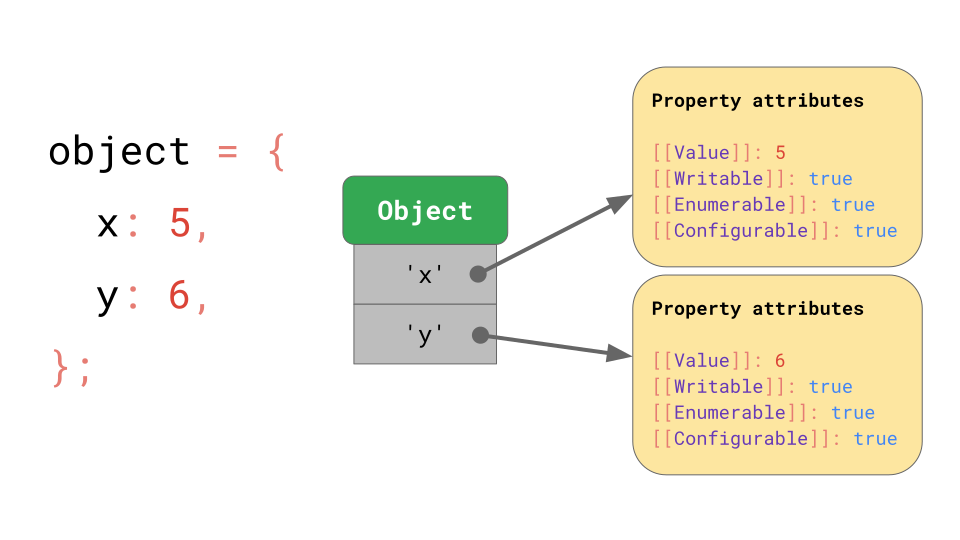 object = {
  x: 5,
  y: 6,
};
Object
'x'
'y'
Property attributes
[[Value]]: 5
[[Writable]]: true
[[Enumerable]]: true
[[Configurable]]: true
Property attributes
[[Value]]: 6
[[Writable]]: true
[[Enumerable]]: true
[[Configurable]]: true